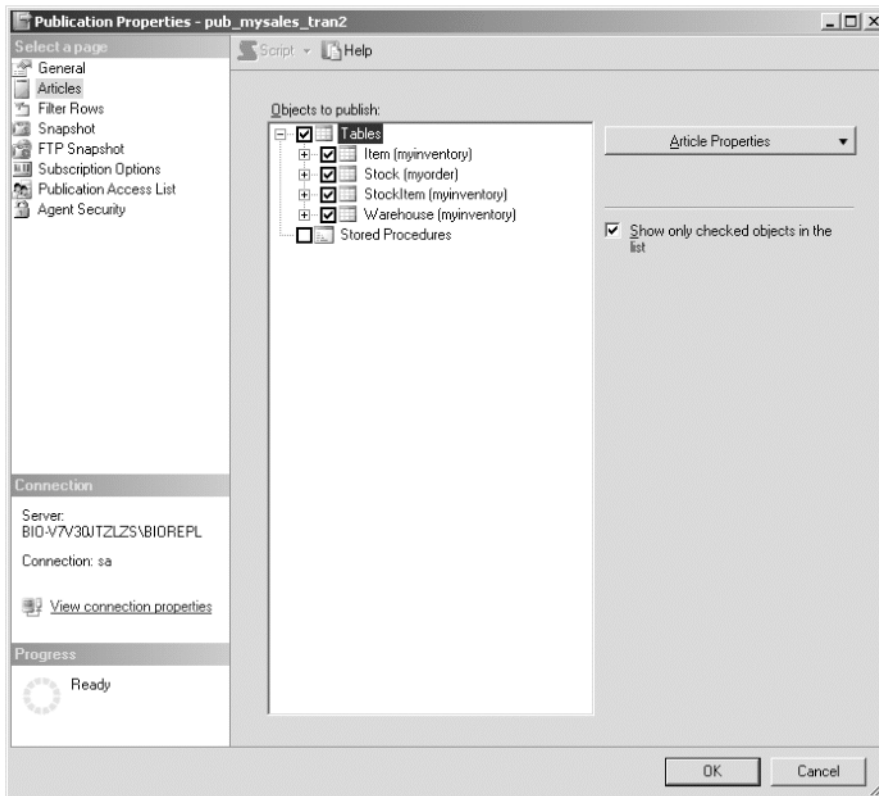 Publication Properties - pub_mysales_tran2
Select a page
General
Articles
Filter Rows
Snapshot
FTP Snapshot
Subscription Options
Publication Access List
Agent Security
Script
Help
Objects to publish:
Tables
Item (myinventory)
Stock (myorder)
StockItem (myinventory)
Warehouse (myinventory)
Stored Procedures
Article Properties
Show only checked objects in the
list
Connection
Server:
BIO-V7V30JTZLZS\BIOREPL
Connection: sa
View connection properties
Progress
Ready
OK
Cancel